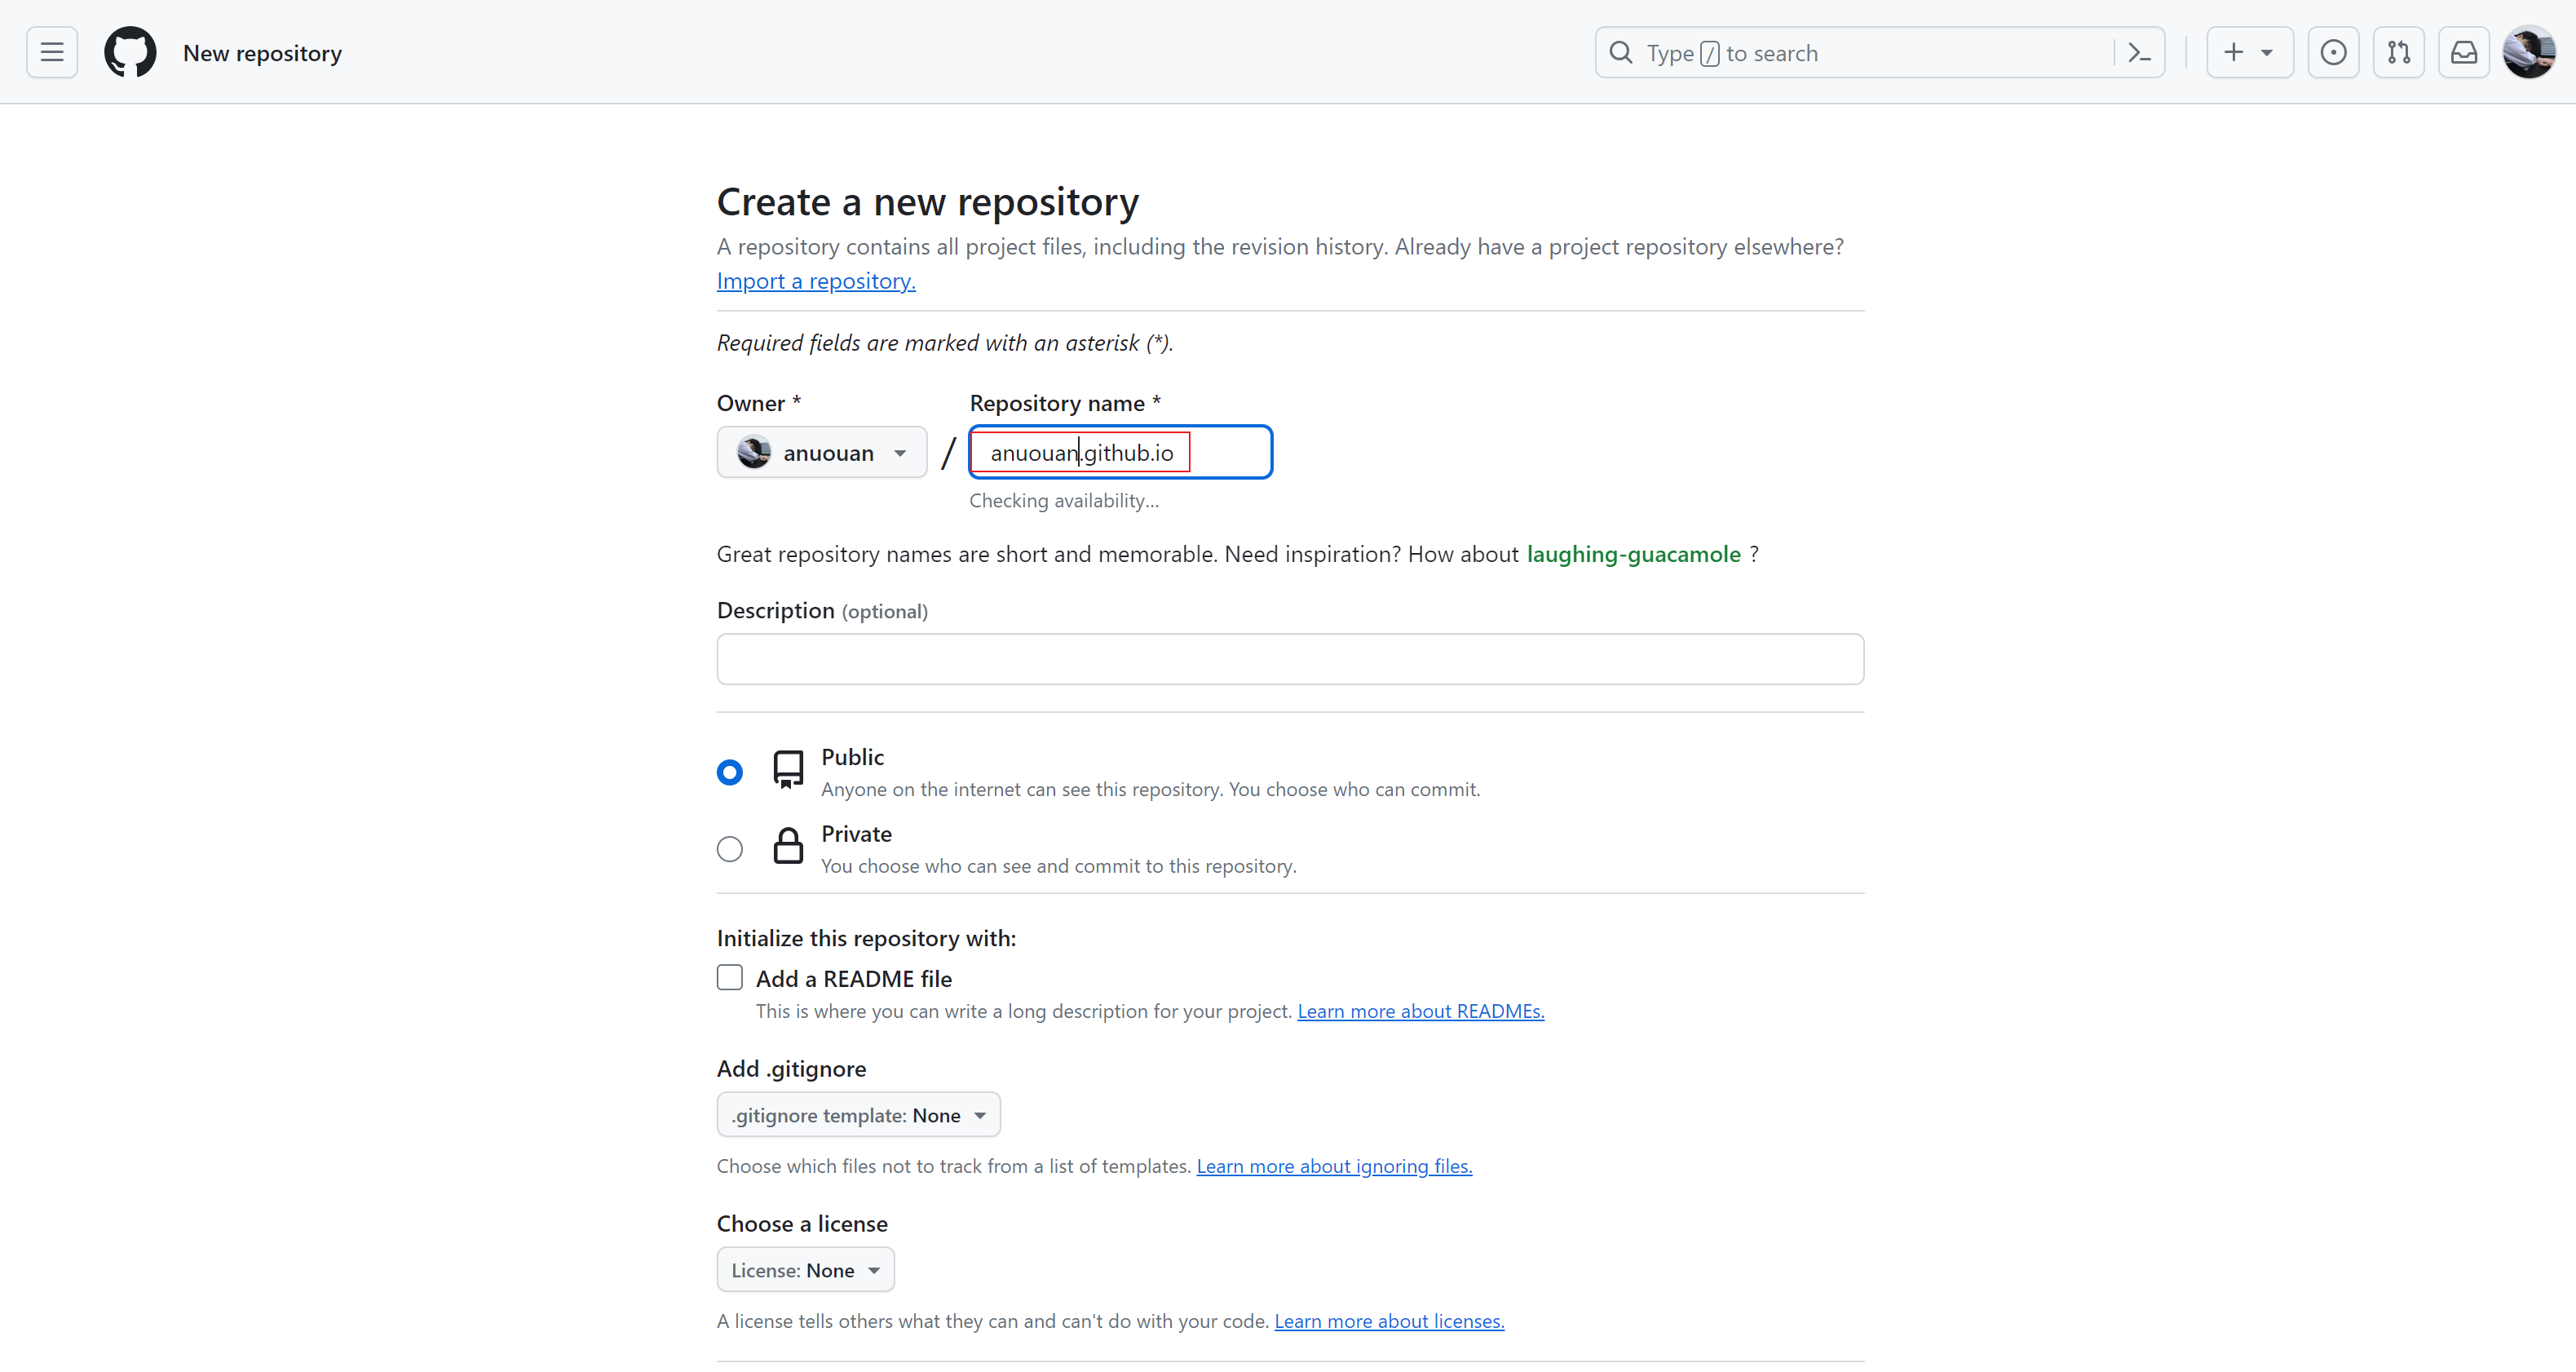 New repository
Type / to search
Create a new repository
A repository contains all project files, including the revision history. Already have a project repository elsewhere?
Import a repository.
Required fields are marked with an asterisk (*).
Owner * Repository name *
anuouan / anuouan.github.io
Checking availability...
Great repository names are short and memorable. Need inspiration? How about laughing-guacamole ?
Description (optional)
Public
Anyone on the internet can see this repository. You choose who can commit.
Private
You choose who can see and commit to this repository.
Initialize this repository with:
Add a README file
This is where you can write a long description for your project. Learn more about READMEs.
Add .gitignore
.gitignore template: None
Choose which files not to track from a list of templates. Learn more about ignoring files.
Choose a license
License: None
A license tells others what they can and can't do with your code. Learn more about licenses.